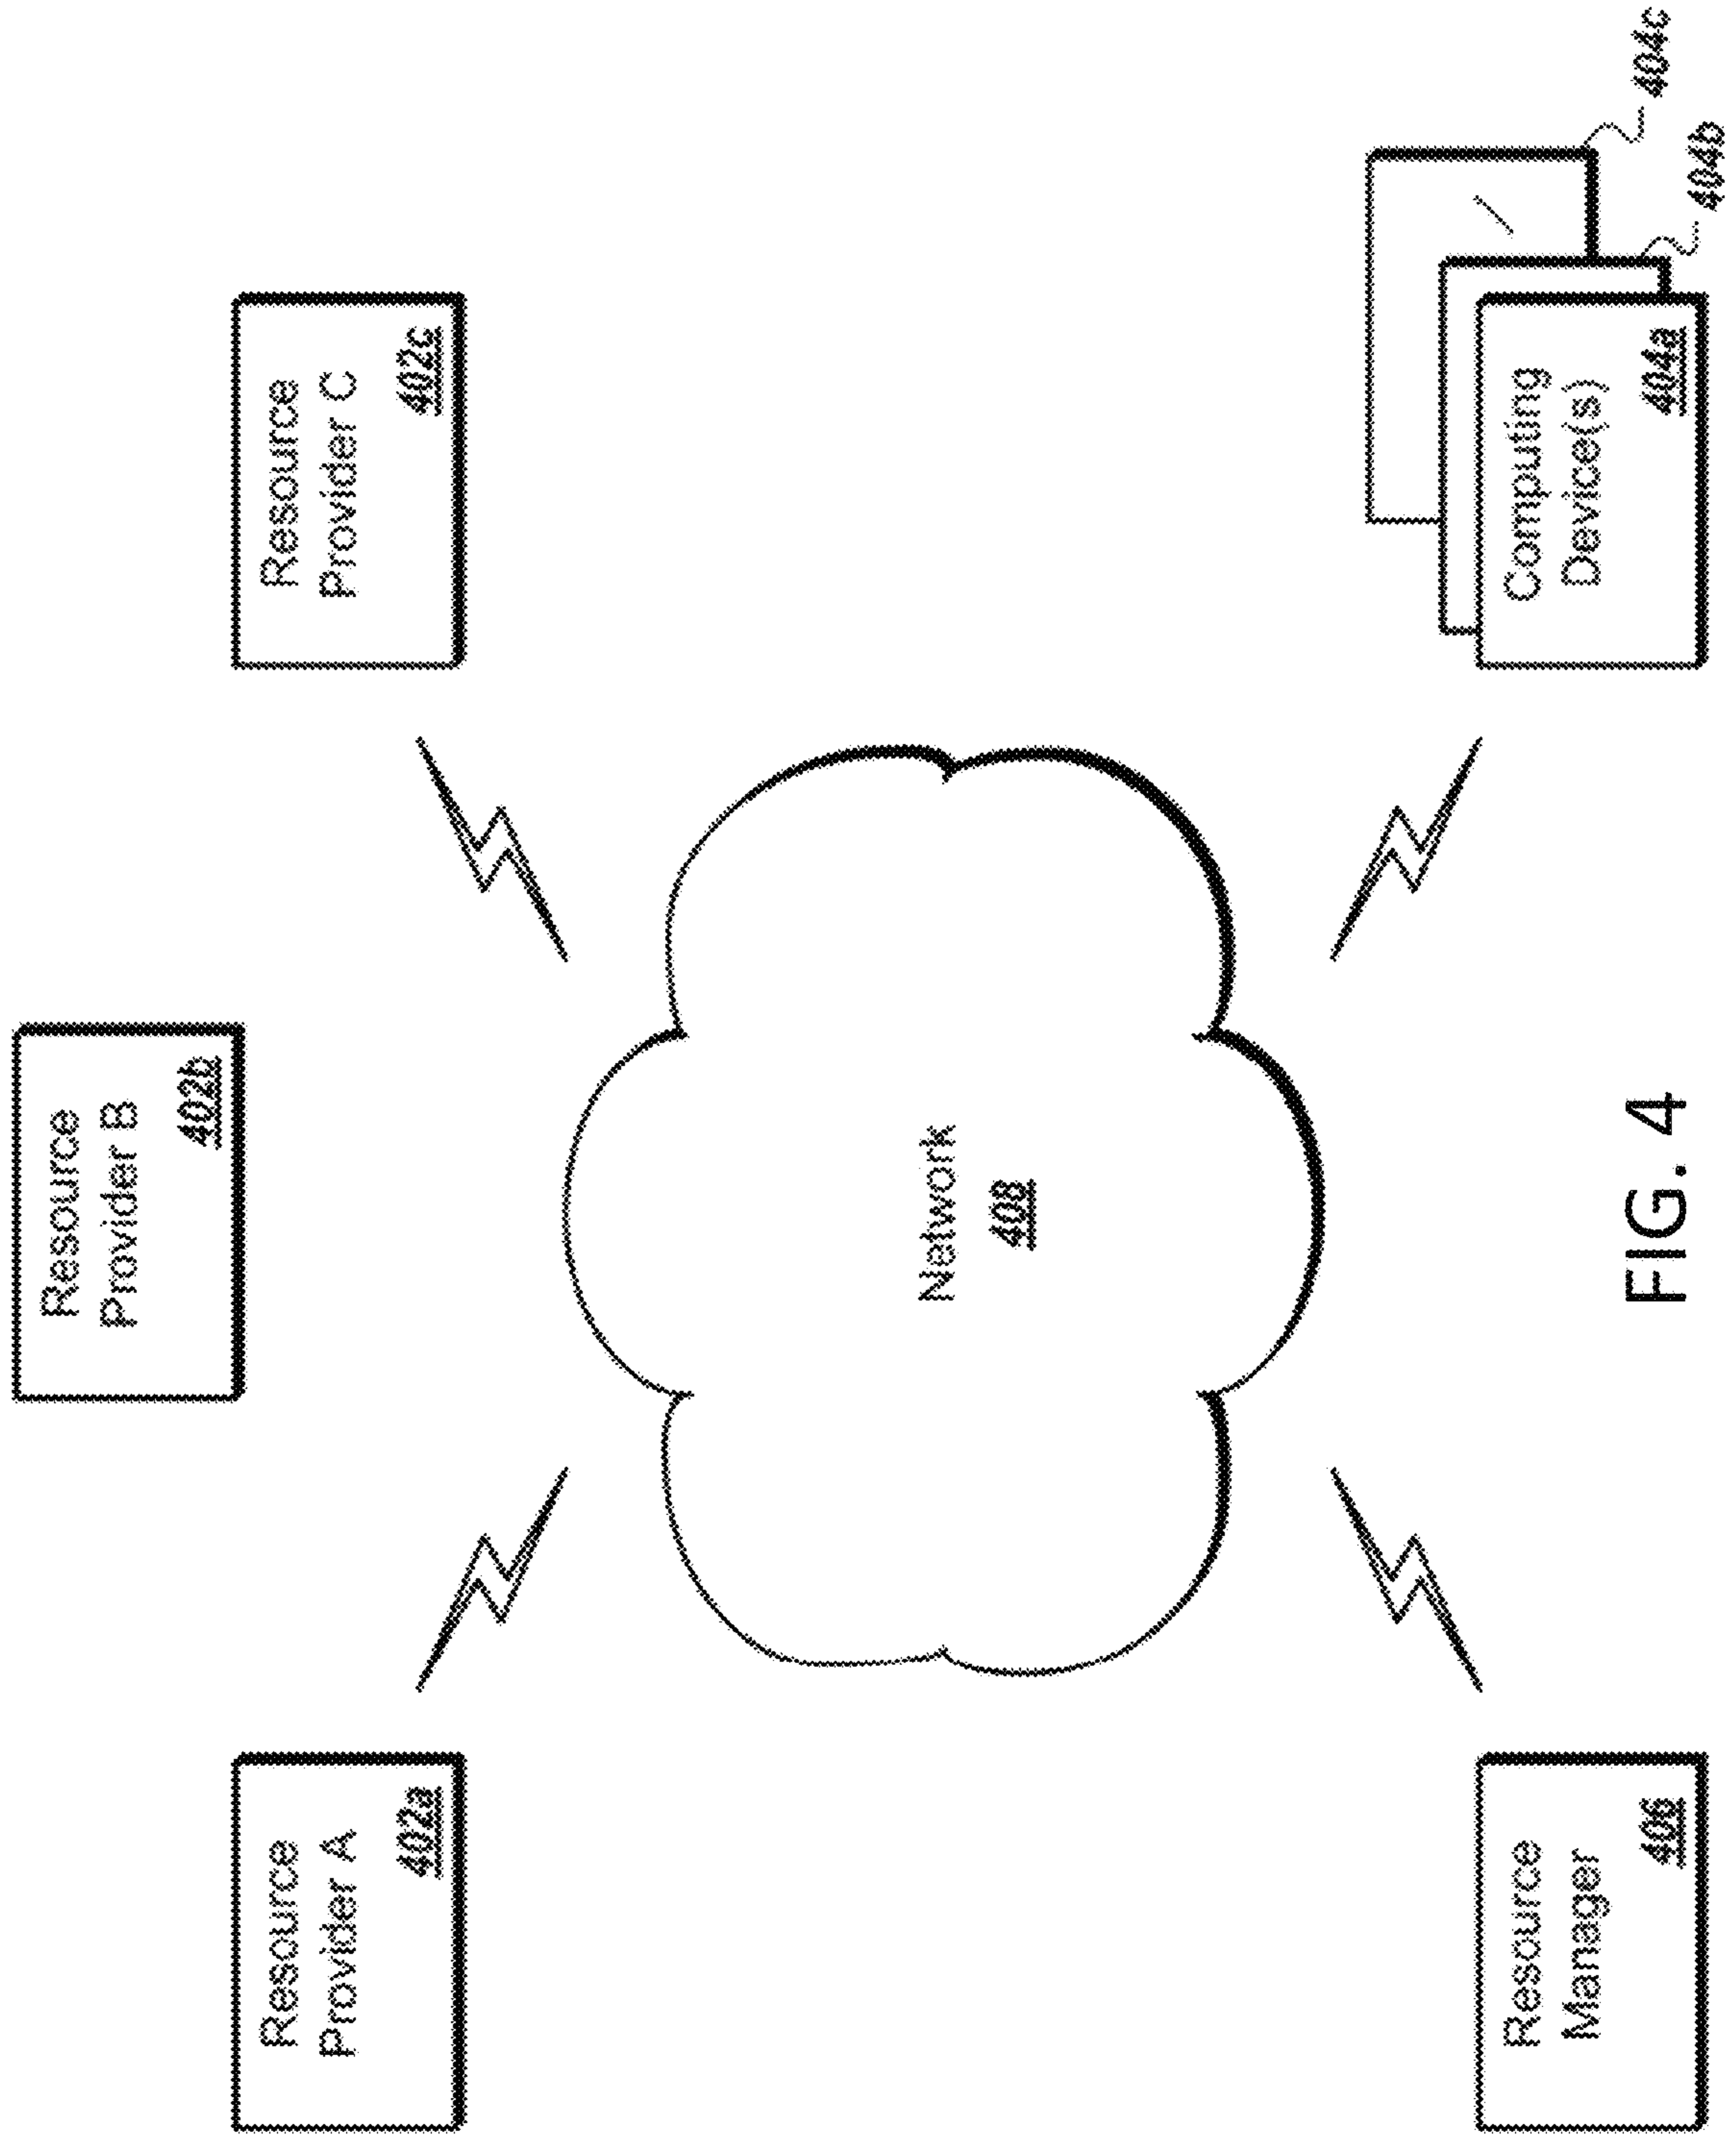 Resource
Provider B
402b
Resource
Provider A
402a
Resource
Provider C
402c
Network
408
Resource
Manager
406
Computing
Device(s)
404a
404b
404c
FIG. 4